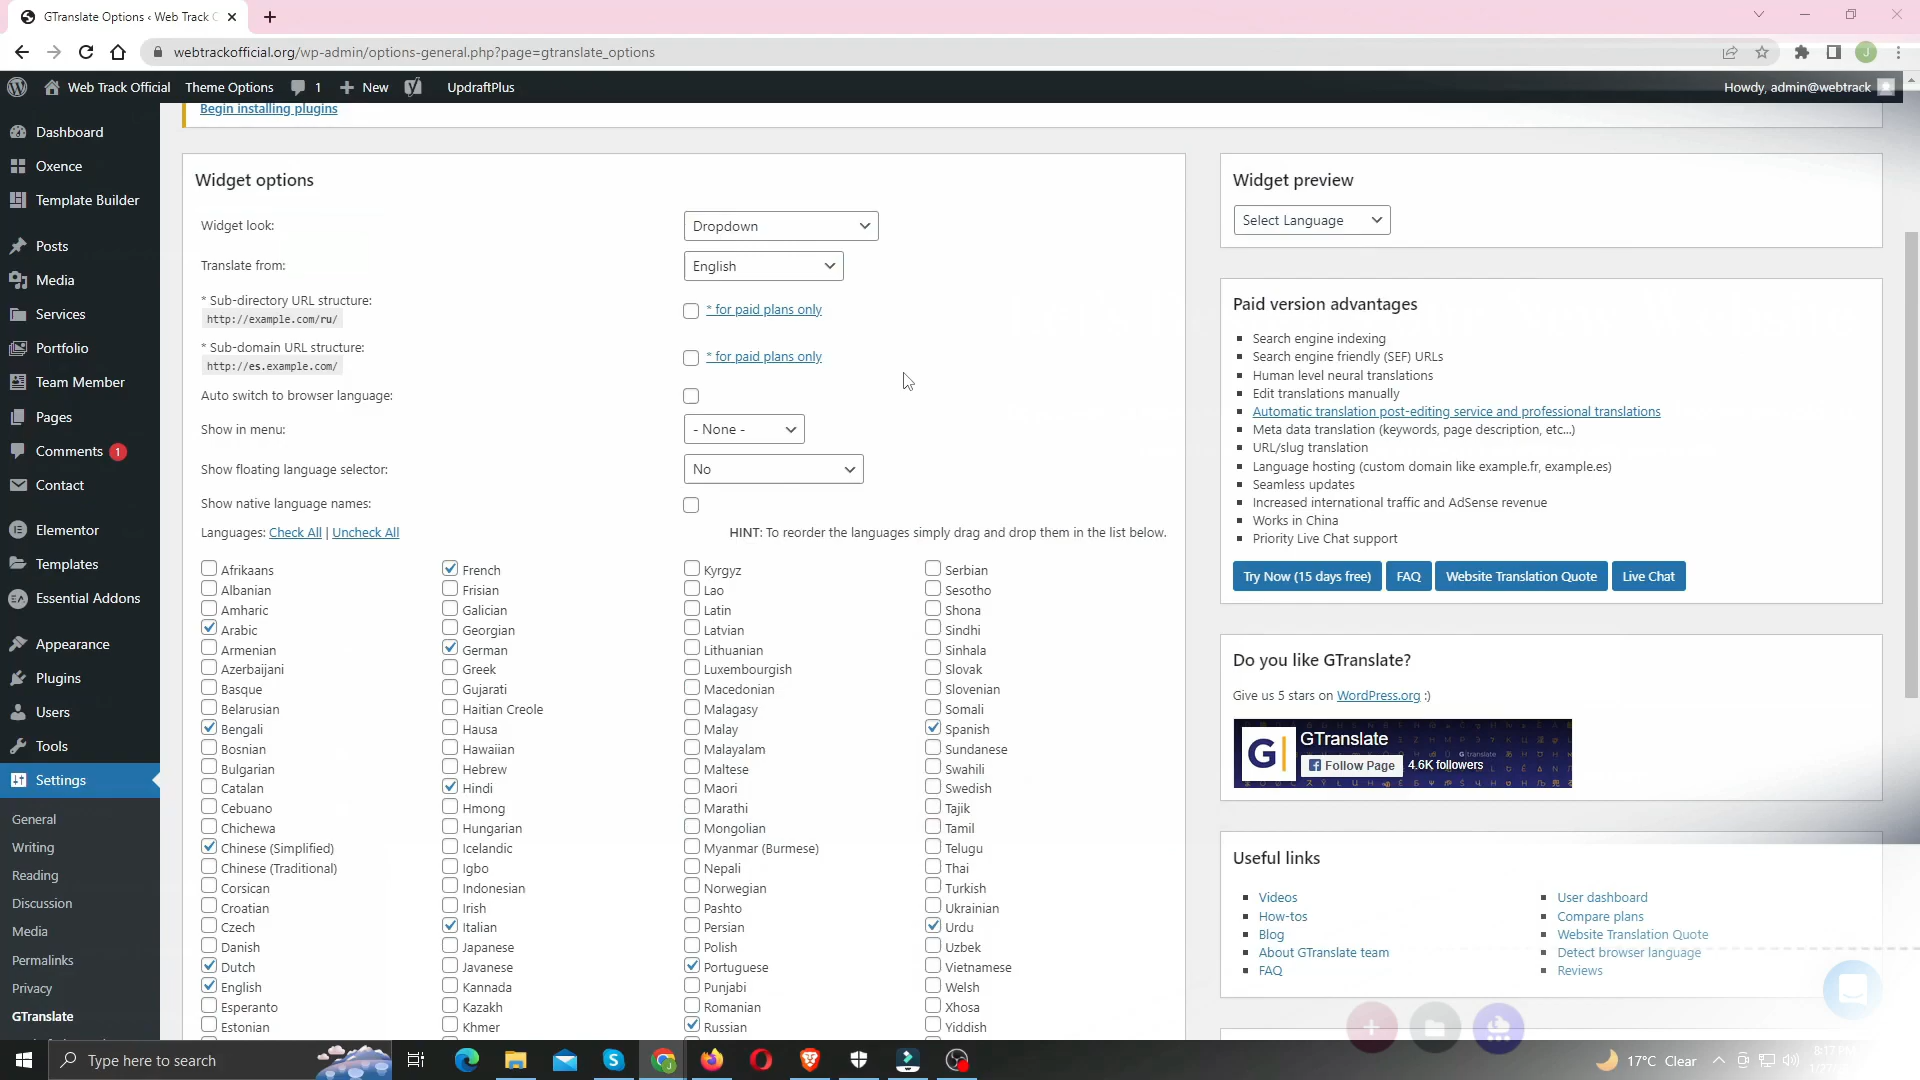 GTranslate Options ‹ Web Track
webtrackofficial.org/wp-admin/options-general.php?page=gtranslate_options
J
Web Track Official
Theme Options
1
New
UpdraftPlus
Howdy, admin@webtrack
Dashboard
Oxence
Template Builder
Posts
Media
Services
Portfolio
Team Member
Pages
Comments 1
Contact
Elementor
Templates
Essential Addons
Appearance
Plugins
Users
Tools
Settings
General
Writing
Reading
Discussion
Media
Permalinks
Privacy
GTranslate
Begin installing plugins
Widget options
Widget look:
Dropdown
Translate from:
English
* Sub-directory URL structure:
http://example.com/ru/
* for paid plans only
* Sub-domain URL structure:
http://es.example.com/
* for paid plans only
Auto switch to browser language:
Show in menu:
- None -
Show floating language selector:
No
Show native language names:
Languages: Check All | Uncheck All
HINT: To reorder the languages simply drag and drop them in the list below.
Afrikaans
Albanian
Amharic
Arabic
Armenian
Azerbaijani
Basque
Belarusian
Bengali
Bosnian
Bulgarian
Catalan
Cebuano
Chichewa
Chinese (Simplified)
Chinese (Traditional)
Corsican
Croatian
Czech
Danish
Dutch
English
Esperanto
Estonian
French
Frisian
Galician
Georgian
German
Greek
Gujarati
Haitian Creole
Hausa
Hawaiian
Hebrew
Hindi
Hmong
Hungarian
Icelandic
Igbo
Indonesian
Irish
Italian
Japanese
Javanese
Kannada
Kazakh
Khmer
Kyrgyz
Lao
Latin
Latvian
Lithuanian
Luxembourgish
Macedonian
Malagasy
Malay
Malayalam
Maltese
Maori
Marathi
Mongolian
Myanmar (Burmese)
Nepali
Norwegian
Pashto
Persian
Polish
Portuguese
Punjabi
Romanian
Russian
Serbian
Sesotho
Shona
Sindhi
Sinhala
Slovak
Slovenian
Somali
Spanish
Sundanese
Swahili
Swedish
Tajik
Tamil
Telugu
Thai
Turkish
Ukrainian
Urdu
Uzbek
Vietnamese
Welsh
Xhosa
Yiddish
Widget preview
Select Language
Paid version advantages
Search engine indexing
Search engine friendly (SEF) URLs
Human level neural translations
Edit translations manually
Automatic translation post-editing service and professional translations
Meta data translation (keywords, page description, etc...)
URL/slug translation
Language hosting (custom domain like example.fr, example.es)
Seamless updates
Increased international traffic and AdSense revenue
Works in China
Priority Live Chat support
Try Now (15 days free)
FAQ
Website Translation Quote
Live Chat
Do you like GTranslate?
Give us 5 stars on WordPress.org :)
G
GTranslate
Follow Page
4.6K followers
Useful links
Videos
How-tos
Blog
About GTranslate team
FAQ
User dashboard
Compare plans
Website Translation Quote
Detect browser language
Reviews
Type here to search
17°C Clear